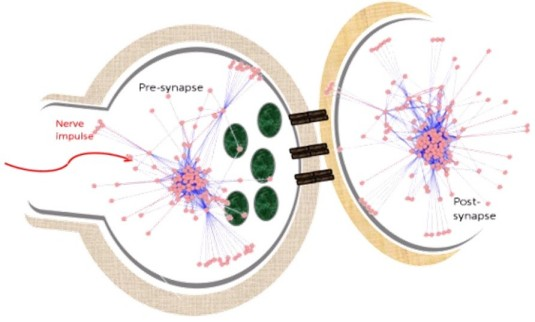 Pre-synapse
Nerve
impulse
Post-
synapse